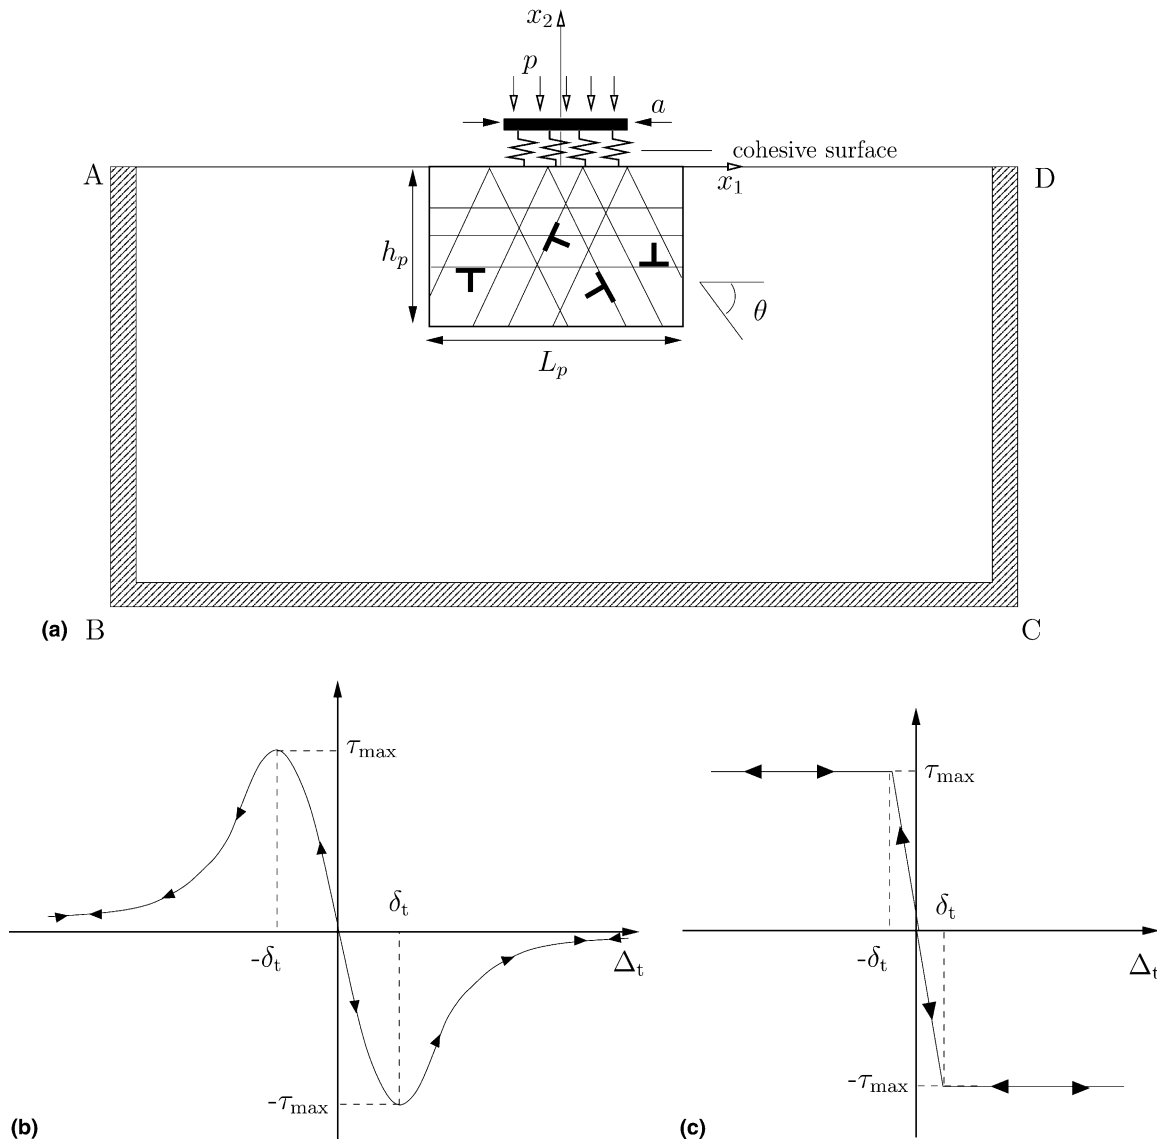 x₂
p
a
cohesive surface
A
x₁
D
hₚ
θ
Lₚ
(a)
B
C
τmax
δt
-δt
Δt
-τmax
(b)
τmax
δt
-δt
Δt
-τmax
(c)